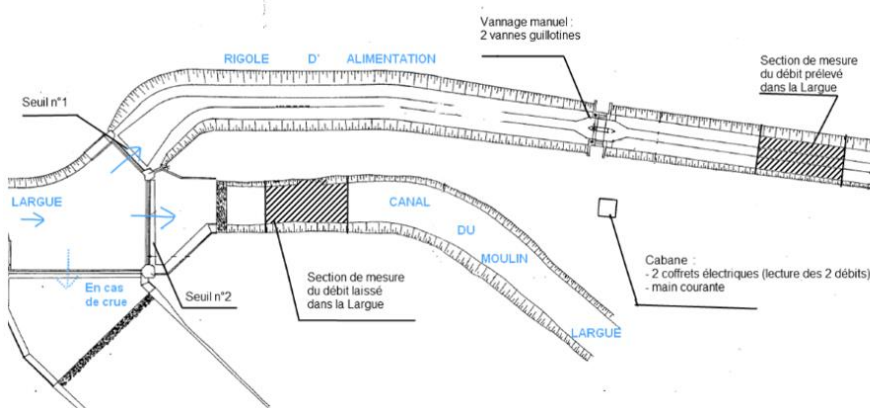 Vannage manuel :
2 vannes guillotines
RIGOLE D' ALIMENTATION
Section de mesure
du débit prélevé
dans la Largue
Seuil n°1
LARGUE
CANAL
DU
MOULIN
LARGUE
En cas
de crue
Seuil n°2
Section de mesure
du débit laissé
dans la Largue
Cabane :
- 2 coffrets électriques (lecture des 2 débits)
- main courante